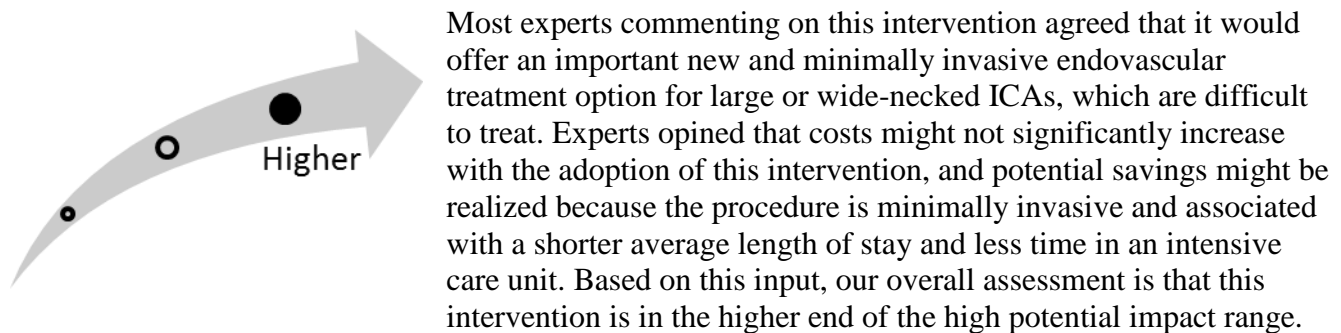 Higher
Most experts commenting on this intervention agreed that it would
offer an important new and minimally invasive endovascular
treatment option for large or wide-necked ICAs, which are difficult
to treat. Experts opined that costs might not significantly increase
with the adoption of this intervention, and potential savings might be
realized because the procedure is minimally invasive and associated
with a shorter average length of stay and less time in an intensive
care unit. Based on this input, our overall assessment is that this
intervention is in the higher end of the high potential impact range.